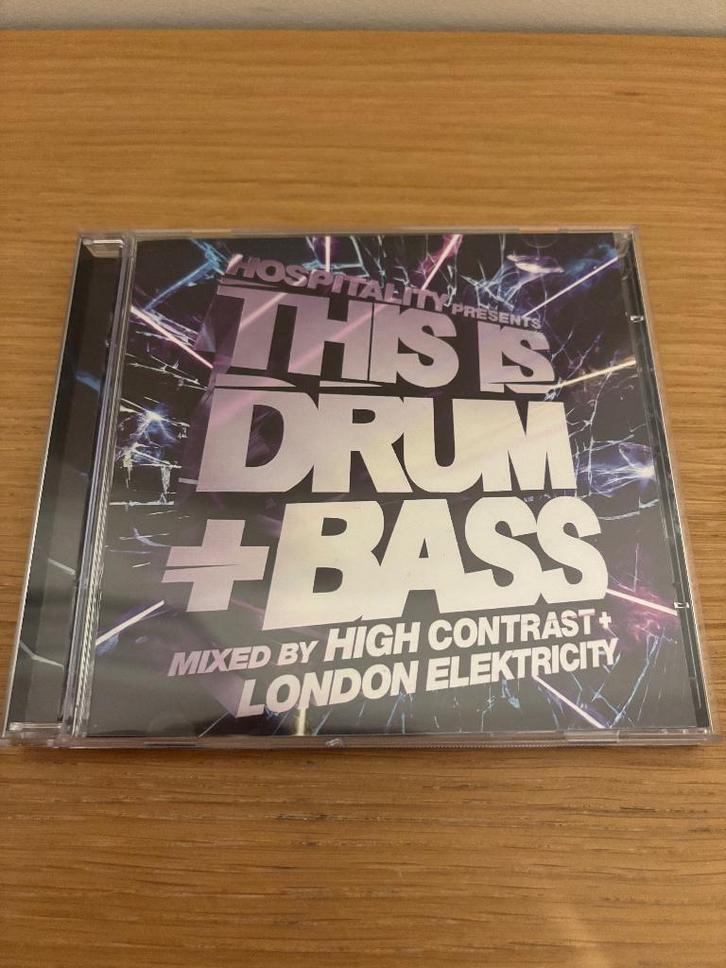 HOSPITALITY PRESENTS
THIS IS
DRUM
+BASS
MIXED BY HIGH CONTRAST+
LONDON ELEKTRICITY